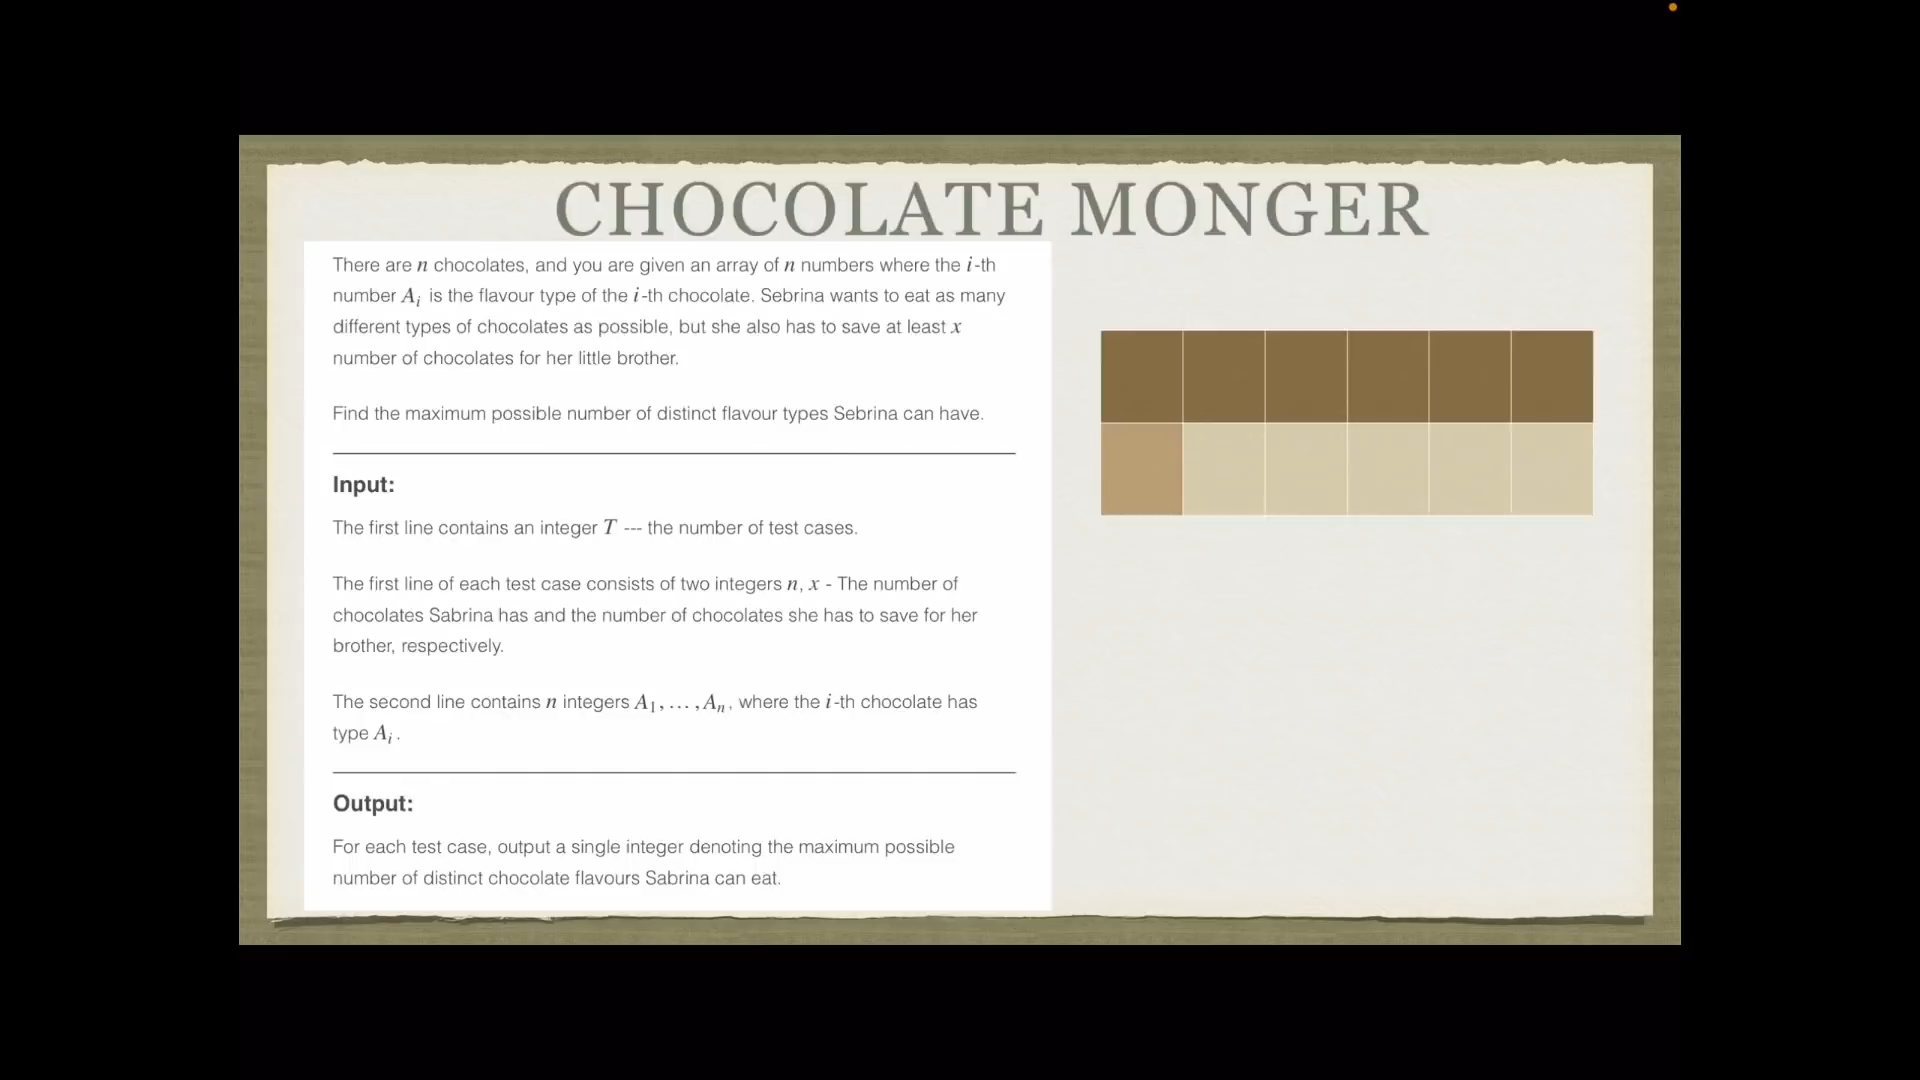 CHOCOLATE MONGER
There are n chocolates, and you are given an array of n numbers where the i-th
number A_i is the flavour type of the i-th chocolate. Sebrina wants to eat as many
different types of chocolates as possible, but she also has to save at least x
number of chocolates for her little brother.
Find the maximum possible number of distinct flavour types Sebrina can have.
Input:
The first line contains an integer T --- the number of test cases.
The first line of each test case consists of two integers n, x - The number of
chocolates Sabrina has and the number of chocolates she has to save for her
brother, respectively.
The second line contains n integers A_1, ... , A_n, where the i-th chocolate has
type A_i.
Output:
For each test case, output a single integer denoting the maximum possible
number of distinct chocolate flavours Sabrina can eat.